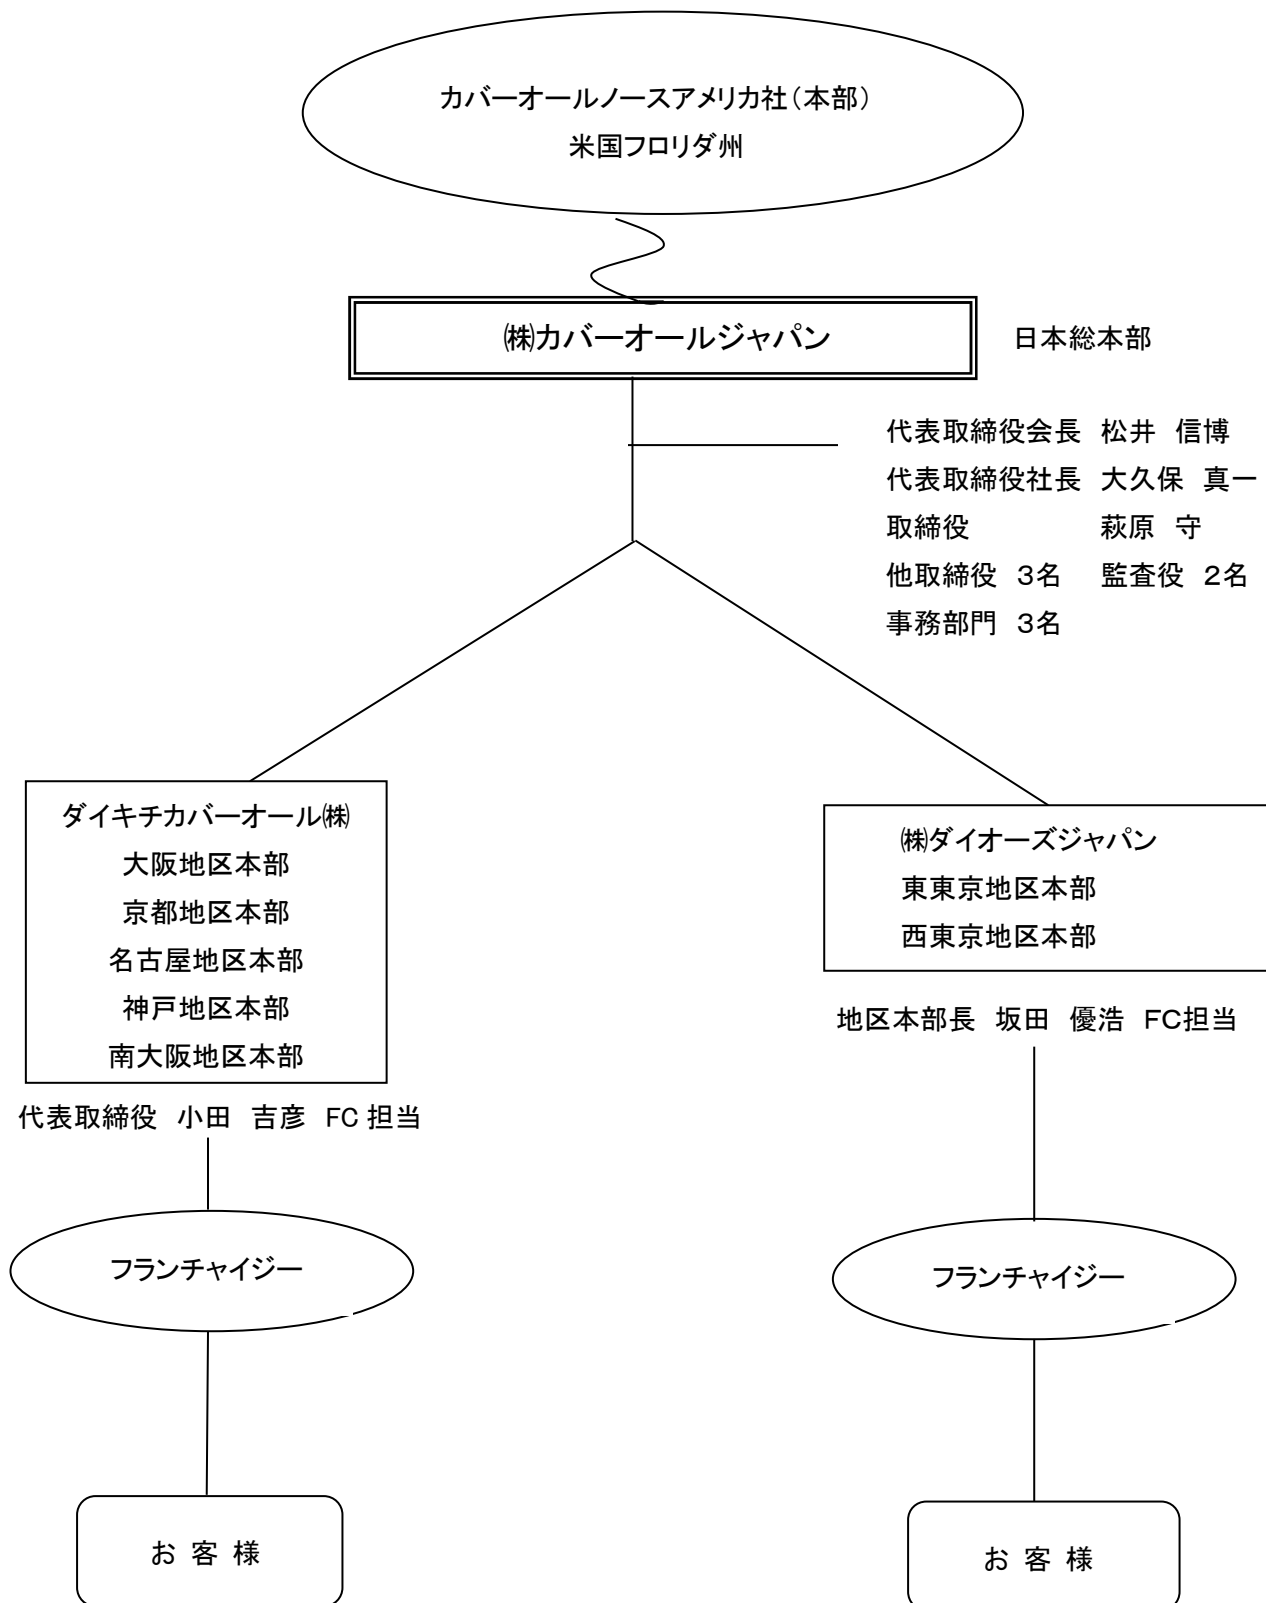 カバーオールノースアメリカ社（本部）
米国フロリダ州
㈱カバーオールジャパン
日本総本部
代表取締役会長　松井　信博
代表取締役社長　大久保　真一
取締役　　　　　萩原　守
他取締役　3名　　監査役　2名
事務部門　3名
ダイキチカバーオール㈱
大阪地区本部
京都地区本部
名古屋地区本部
神戸地区本部
南大阪地区本部
代表取締役　小田　吉彦　FC 担当
㈱ダイオーズジャパン
東東京地区本部
西東京地区本部
地区本部長　坂田　優浩　FC担当
フランチャイジー
フランチャイジー
お 客 様
お 客 様